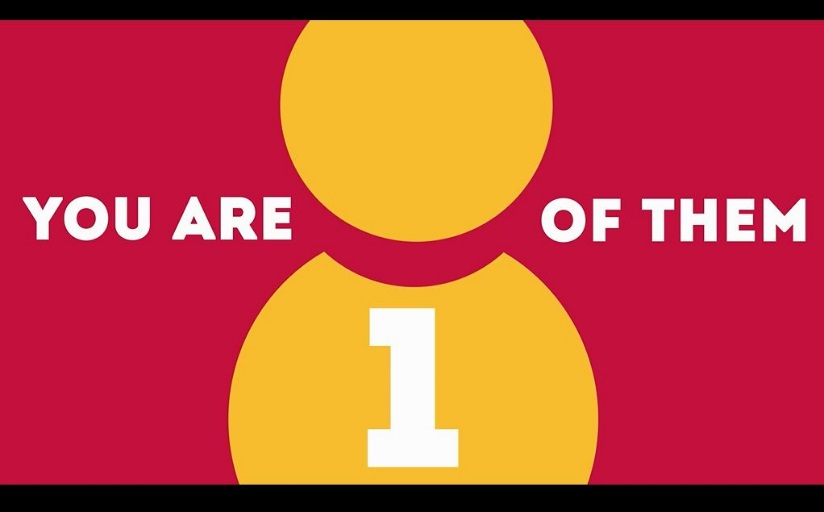 YOU ARE
OF THEM
1